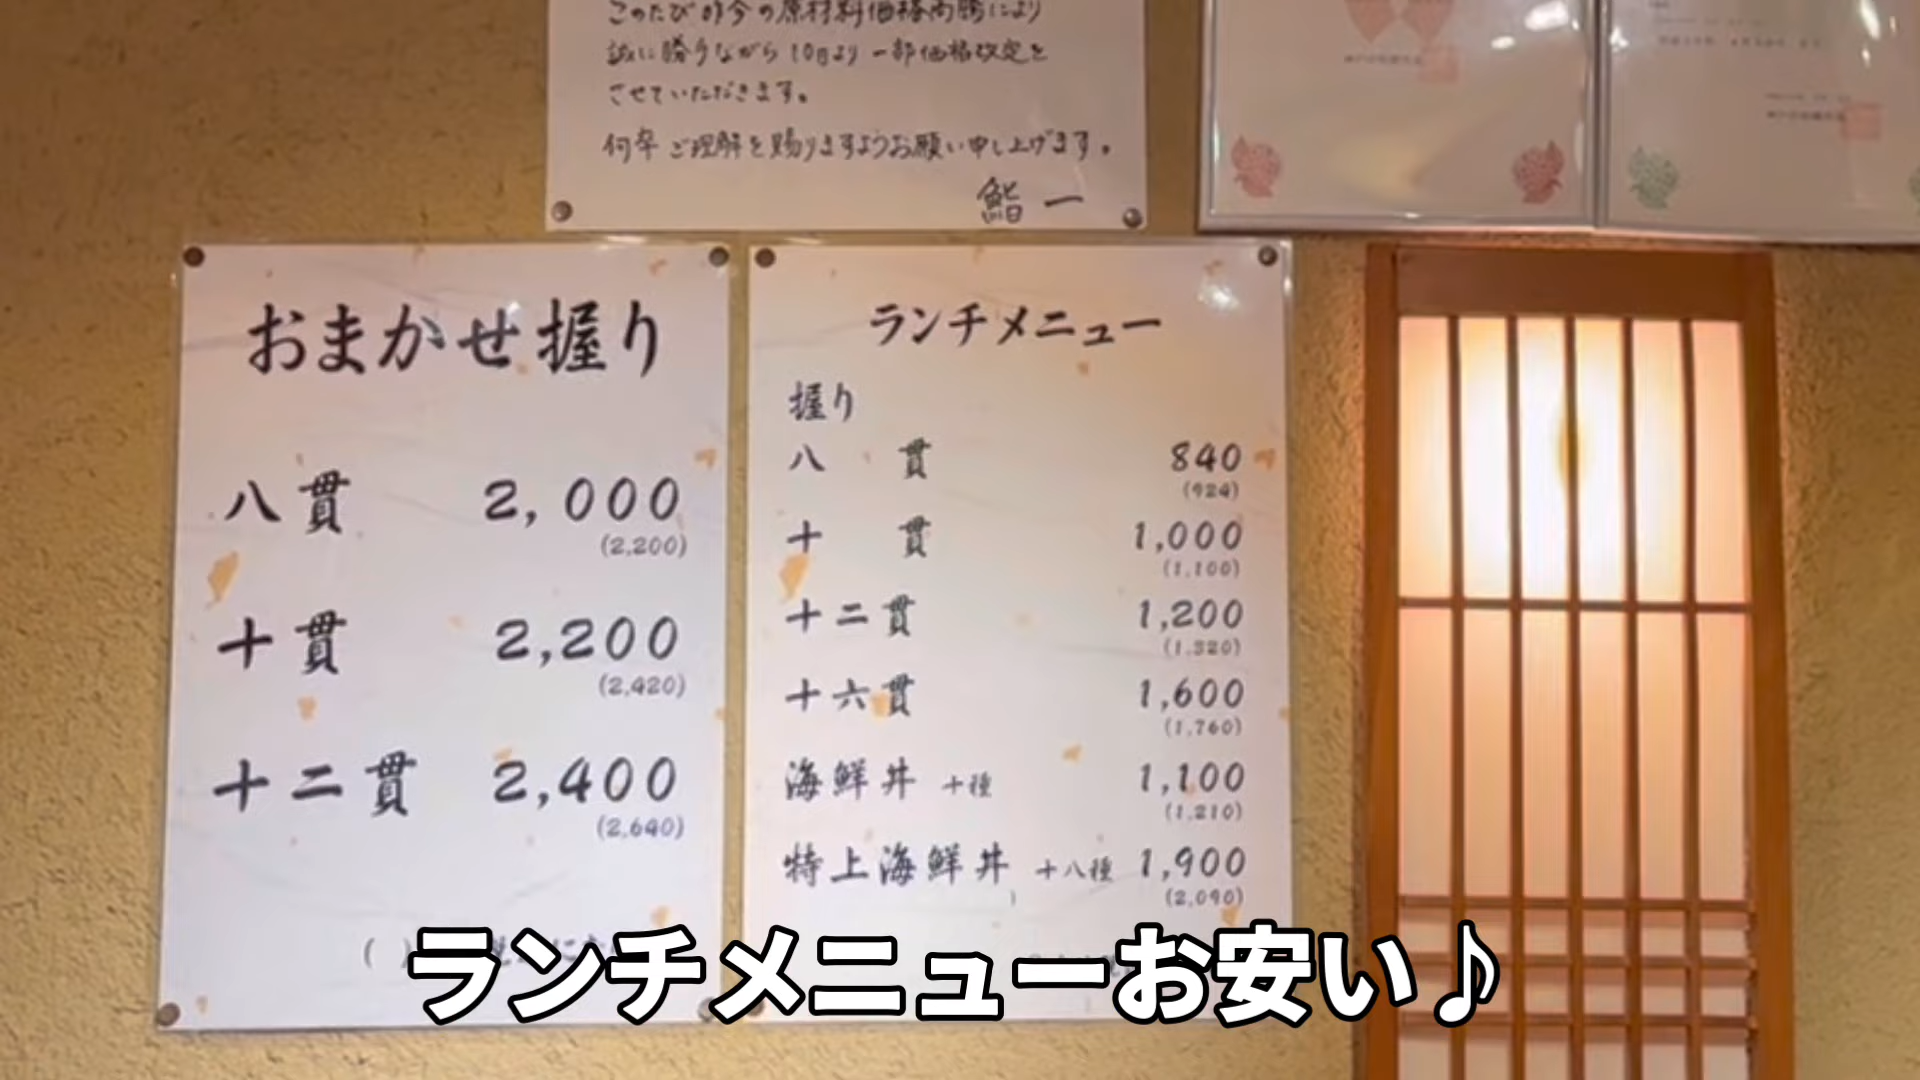 このたび昨今の原材料価格高騰により
誠に勝手ながら10月より一部価格改定を
させていただきます。
何卒ご理解を賜りますようお願い申し上げます。
鮨一
おまかせ握り
八貫 2,000
(2,200)
十貫 2,200
(2,420)
十二貫 2,400
(2,640)
ランチメニュー
握り
八貫 840
(924)
十貫 1,000
(1,100)
十二貫 1,200
(1,320)
十六貫 1,600
(1,760)
海鮮丼 十種 1,100
(1,210)
特上海鮮丼 十八種 1,900
(2,090)
ランチメニューお安い♪